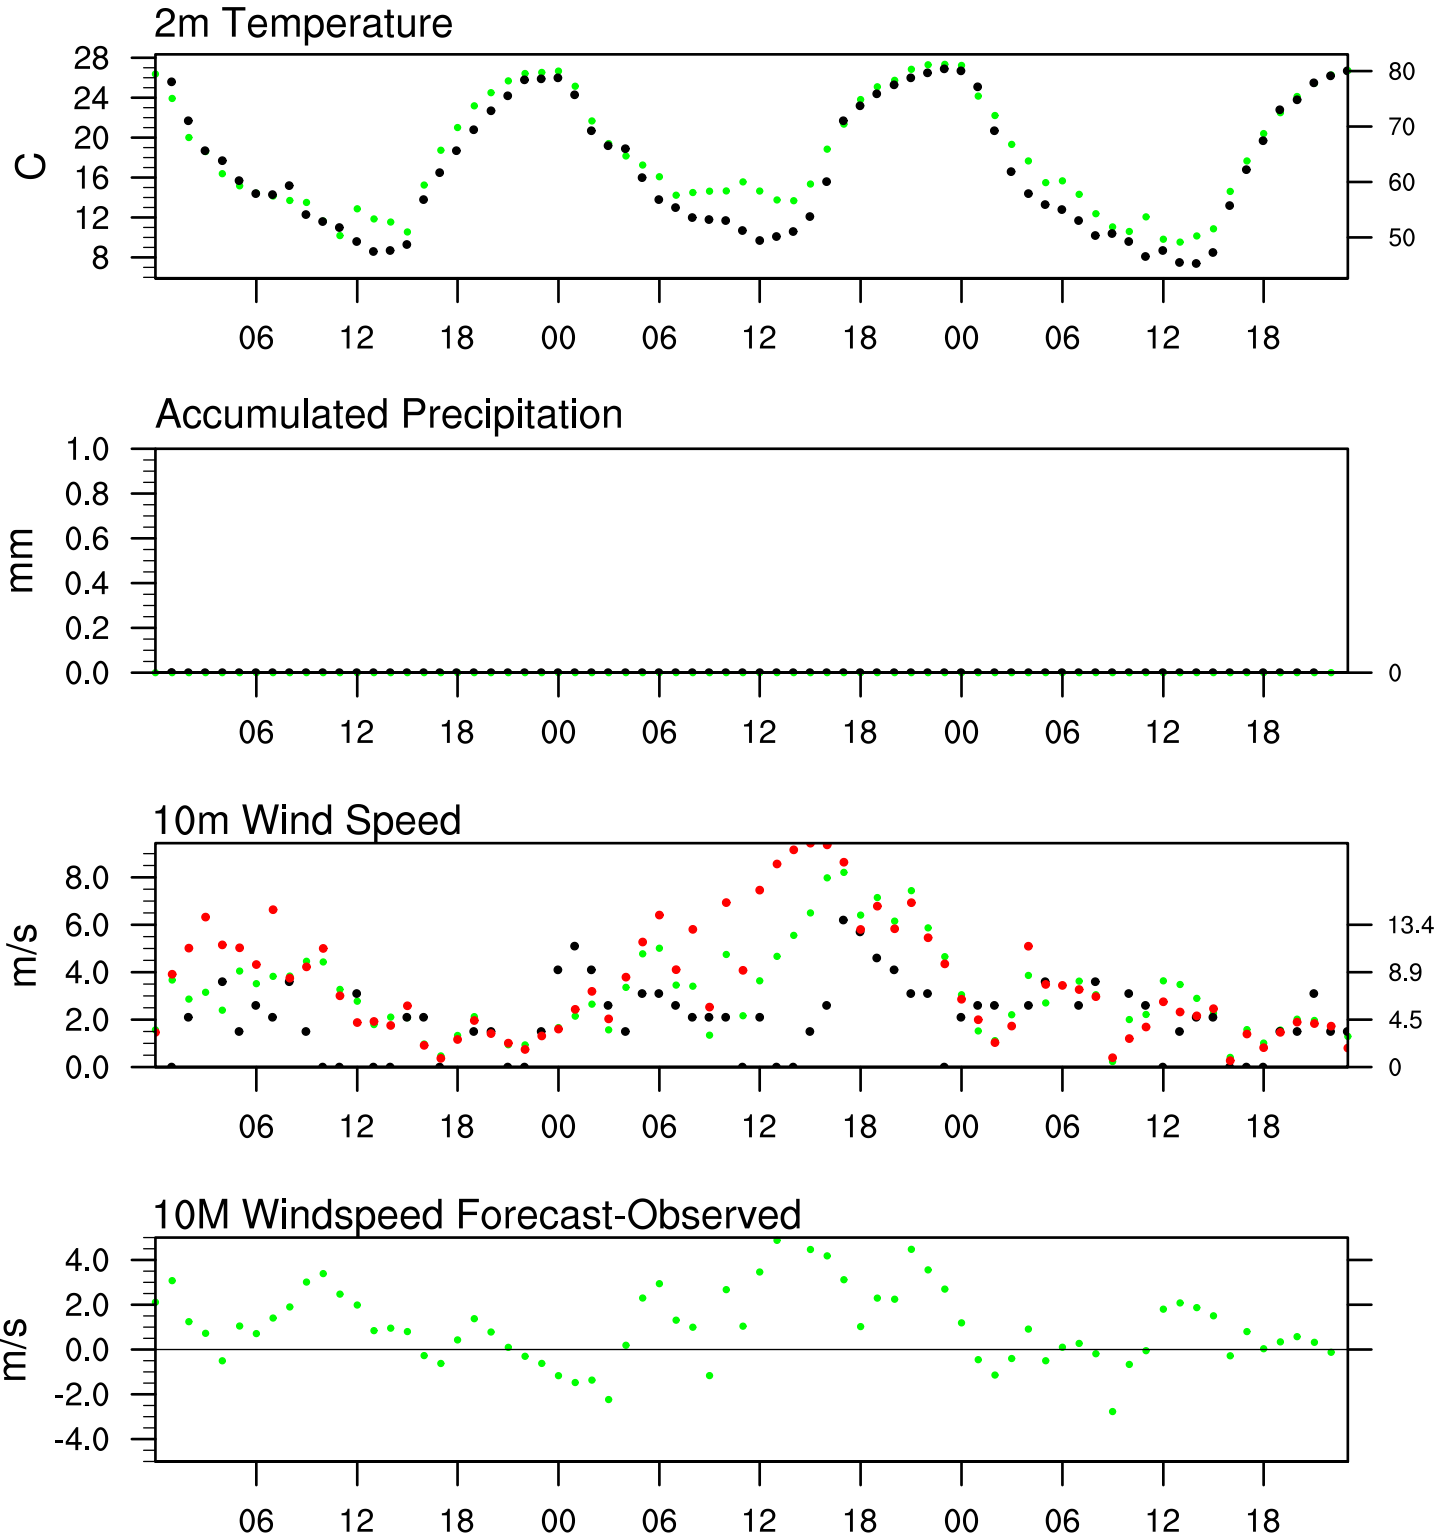 2m Temperature
28
24
20
16
12
8
C
80
70
60
50
06 12 18 00 06 12 18 00 06 12 18
Accumulated Precipitation
1.0
0.8
0.6
0.4
0.2
0.0
mm
0
06 12 18 00 06 12 18 00 06 12 18
10m Wind Speed
8.0
6.0
4.0
2.0
0.0
m/s
13.4
8.9
4.5
0
06 12 18 00 06 12 18 00 06 12 18
10M Windspeed Forecast-Observed
4.0
2.0
0.0
-2.0
-4.0
m/s
06 12 18 00 06 12 18 00 06 12 18